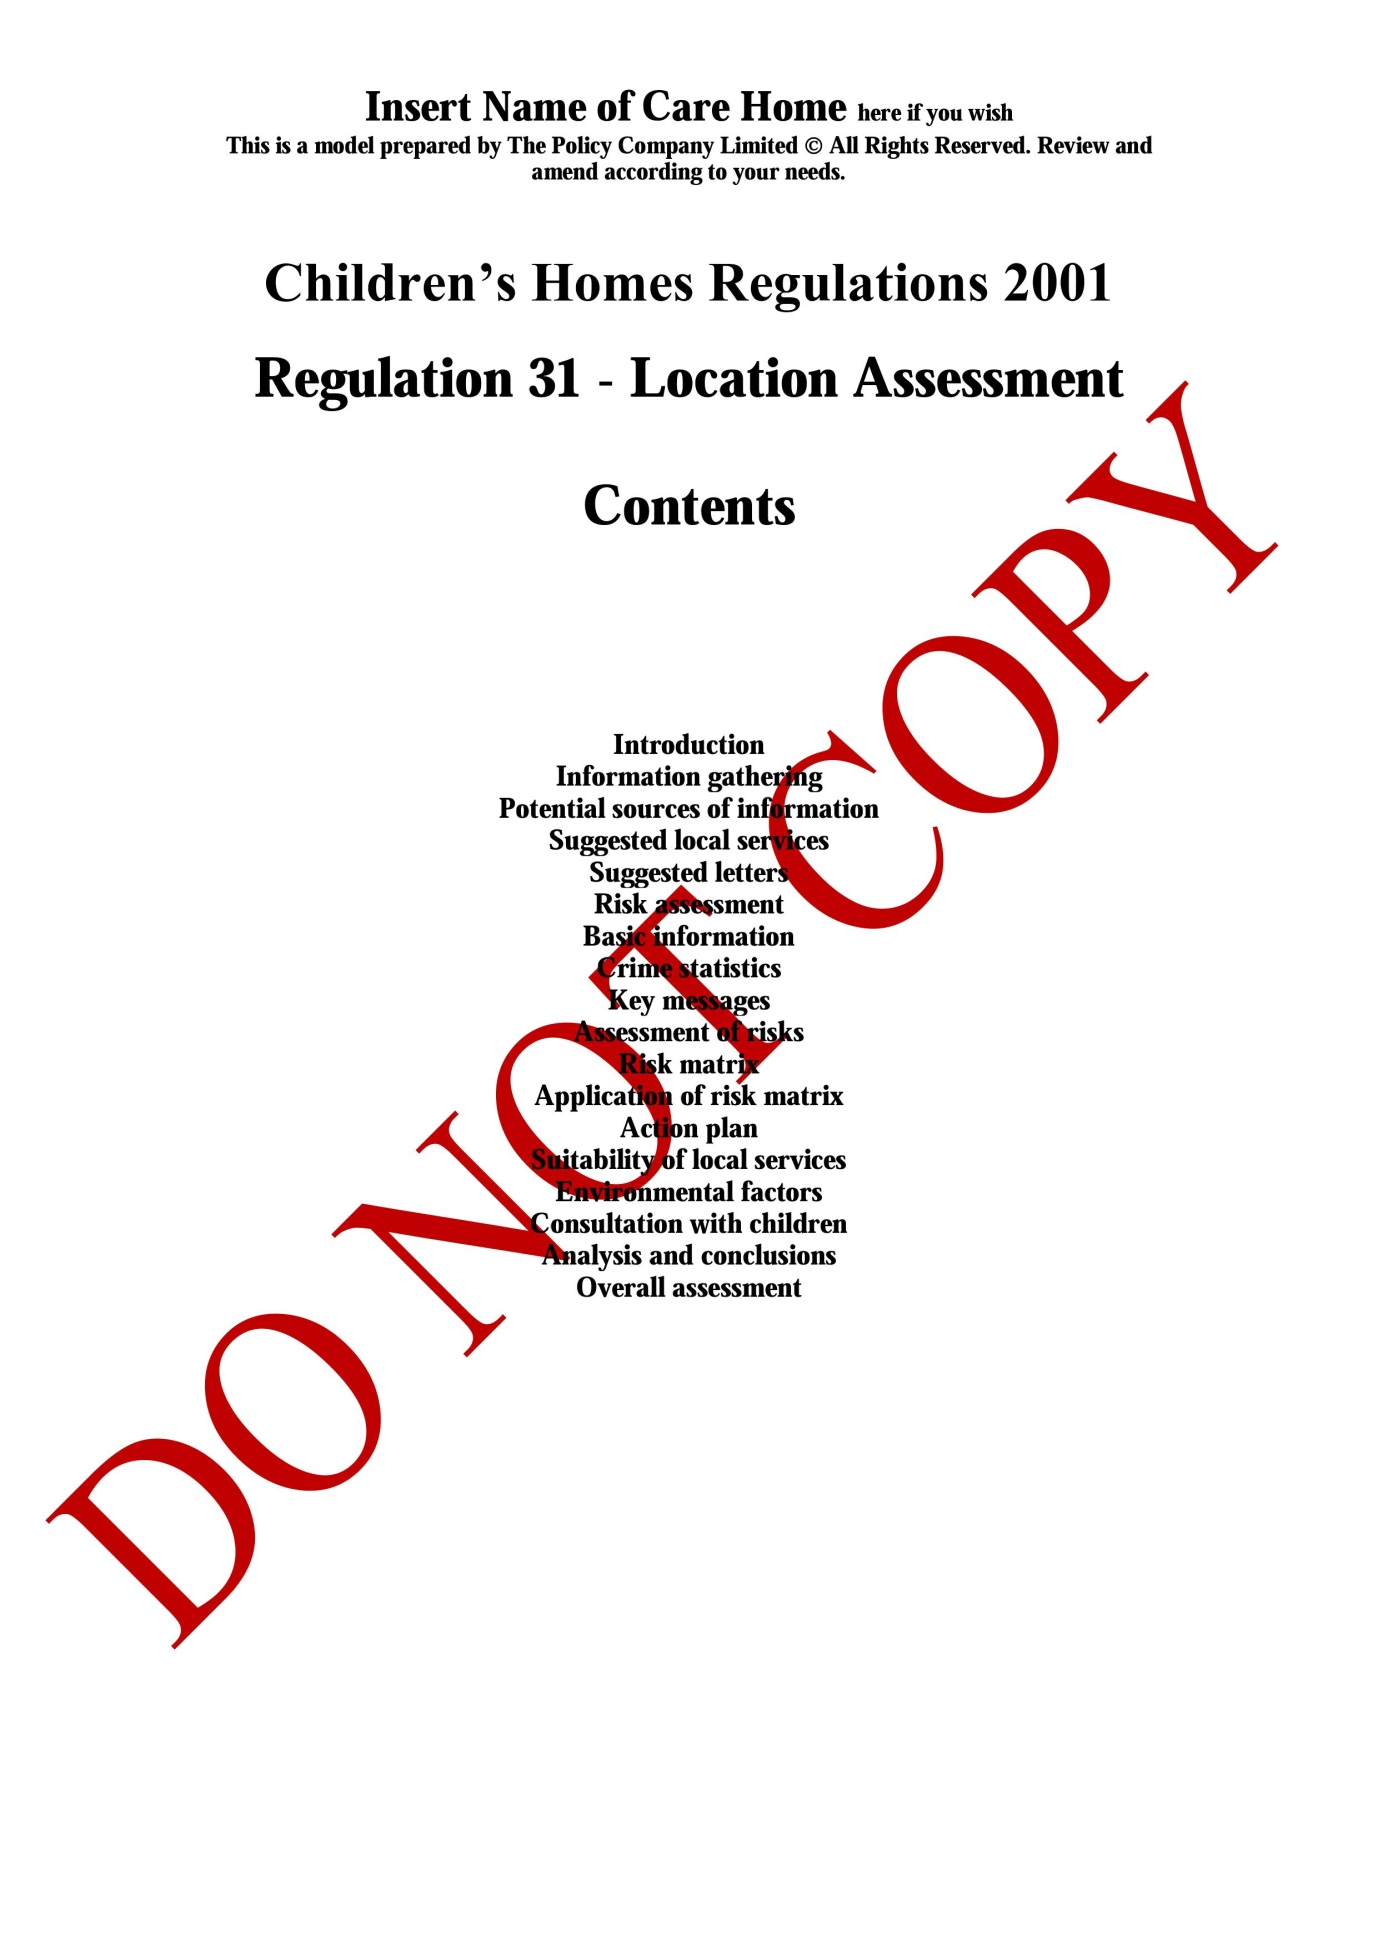 Insert Name of Care Home here if you wish
This is a model prepared by The Policy Company Limited © All Rights Reserved. Review and
amend according to your needs.
Children’s Homes Regulations 2001
Regulation 31 - Location Assessment
Contents
Introduction
Information gathering
Potential sources of information
Suggested local services
Suggested letters
Risk assessment
Basic information
Crime statistics
Key messages
Assessment of risks
Risk matrix
Application of risk matrix
Action plan
Suitability of local services
Environmental factors
Consultation with children
Analysis and conclusions
Overall assessment
DO NOT COPY